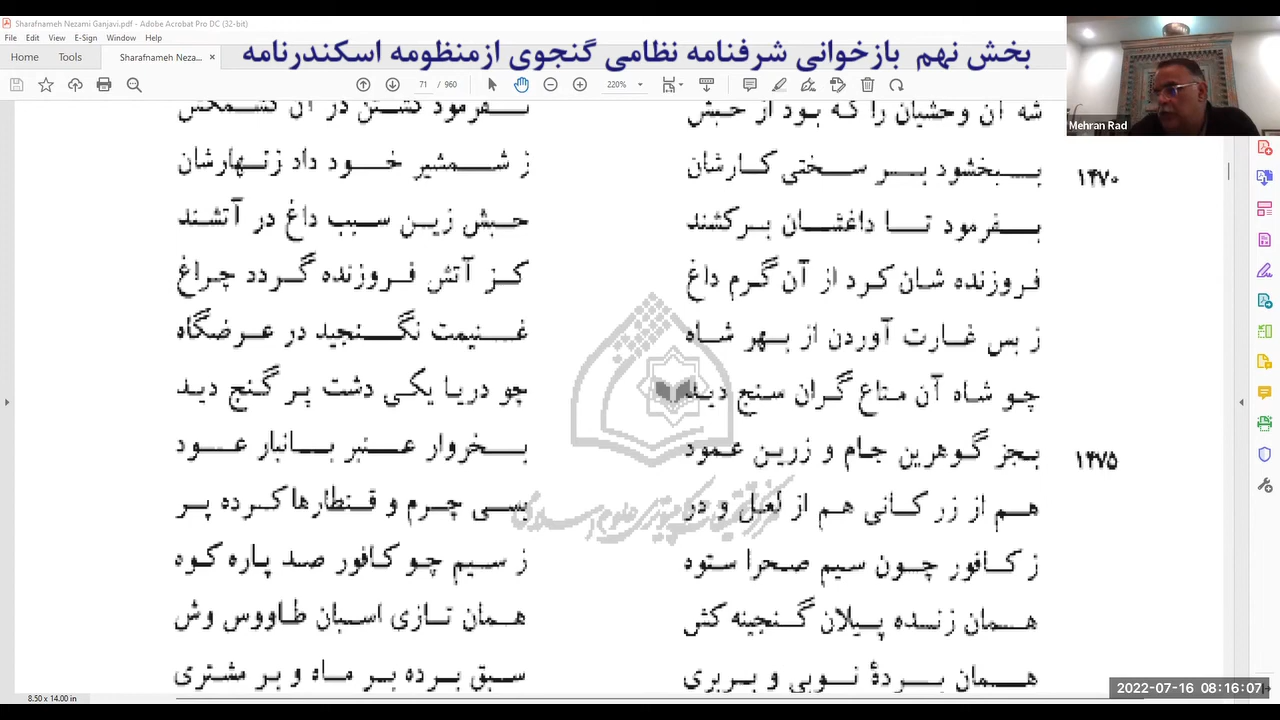 Sharafnameh Nezami Ganjavi.pdf - Adobe Acrobat Pro DC (32-bit)
File Edit View E-Sign Window Help
Home Tools Sharafnameh Neza... ×
بخش نهم بازخوانی شرفنامه نظامی گنجوی ازمنظومه اسکندرنامه
71 / 960 220%
Mehran Rad
شه آن وحشیان را که بود از حبش بفرمود کشتن در آن کشمکش
۱۴۷۰ ببخشود بر سختی کارشان ز شمشیر خود داد زنهارشان
بفرمود تا داغشان برکشند حبش زین سبب داغ در آتشند
فروزنده شان کرد از آن گرم داغ کز آتش فروزنده گردد چراغ
ز بس غارت آوردن از بهر شاه غنیمت نگنجید در عرضگاه
چو شاه آن متاع گران سنج دید چو دریا یکی دشت پر گنج دید
۱۴۷۵ بجز گوهرین جام و زرین عمود بخروار عنبر بانبار عود
هم از زر کانی هم از لعل و در بسی چرم و قنطارها کرده پر
ز کافور چون سیم صحرا ستوه ز سیم چو کافور صد پاره کوه
همان زنده پیلان گنجینه کش همان تازی اسبان طاووس وش
همان بردهٔ نوبی و بربری سبق برده بر ماه و بر مشتری
8.50 x 14.00 in
2022-07-16 08:16:07